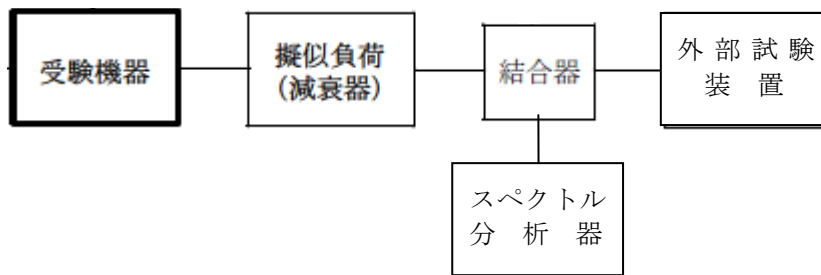 受験機器
擬似負荷
(減衰器)
結合器
外部試験
装置
スペクトル
分析器